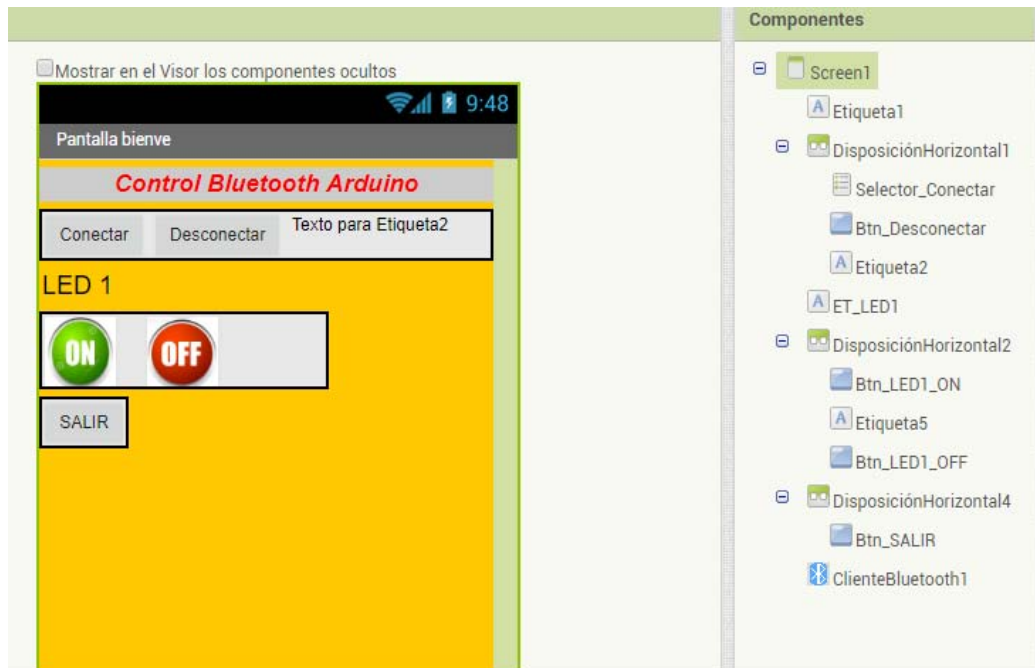 Componentes
Mostrar en el Visor los componentes ocultos
9:48
Pantalla bienve
Control Bluetooth Arduino
Conectar Desconectar Texto para Etiqueta2
LED 1
ON OFF
SALIR
Screen1
Etiqueta1
DisposiciónHorizontal1
Selector_Conectar
Btn_Desconectar
Etiqueta2
ET_LED1
DisposiciónHorizontal2
Btn_LED1_ON
Etiqueta5
Btn_LED1_OFF
DisposiciónHorizontal4
Btn_SALIR
ClienteBluetooth1